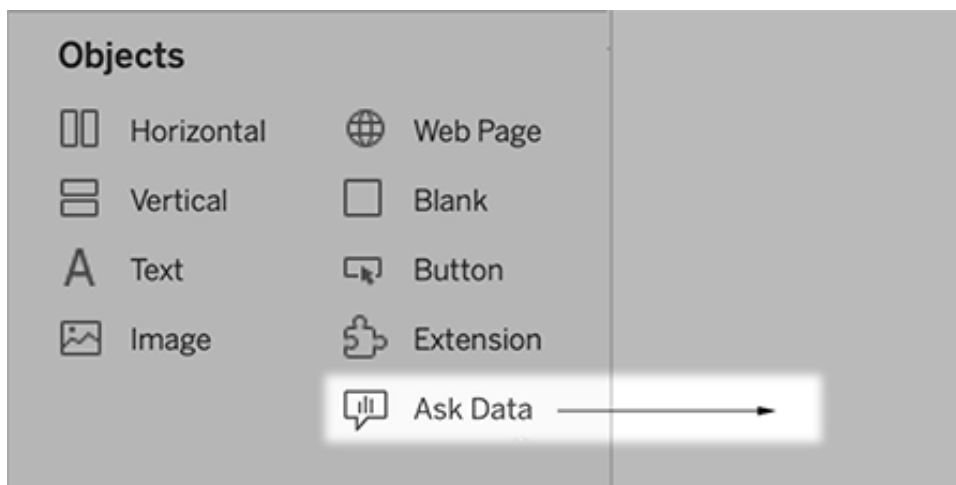 Objects
Horizontal
Web Page
Vertical
Blank
Text
Button
Image
Extension
Ask Data